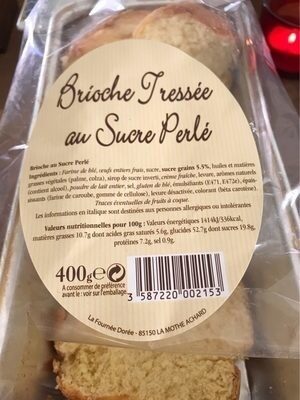 Brioche Tressée
au Sucre Perlé
Brioche au Sucre Perlé
Ingrédients : Farine de blé, œufs entiers frais, sucre, sucre grains 5.5%, huiles et matières
grasses végétales (palme, colza), sirop de sucre inverti, crème fraîche, levure, arômes naturels
(contient alcool), poudre de lait entier, sel, gluten de blé, émulsifiants (E471, E472e), épais-
sissants (farine de caroube, gomme de cellulose), levure désactivée, colorant (béta carotène).
Traces éventuelles de fruits à coque.
Les informations en italique sont destinées aux personnes allergiques ou intolérantes
Valeurs nutritionnelles pour 100g : Valeurs énergétiques 1414kj/336kcal,
matières grasses 10.7g dont acides gras saturés 5.6g, glucides 52.7g dont sucres 19.8g,
protéines 7.2g, sel 0.9g.
400g e
A consommer de préférence
avant le : voir sur l'emballage
3 587220 002153
La Fournée Dorée - 85150 LA MOTHE ACHARD